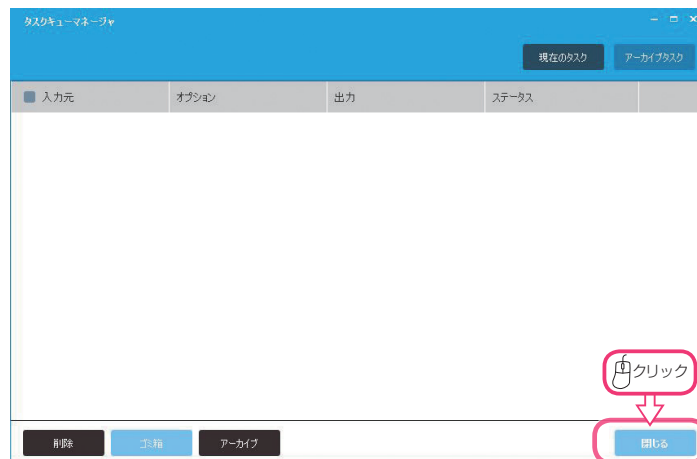 タスクキューマネージャ
現在のタスク アーカイブタスク
入力元 オプション 出力 ステータス
クリック
削除 ゴミ箱 アーカイブ 閉じる